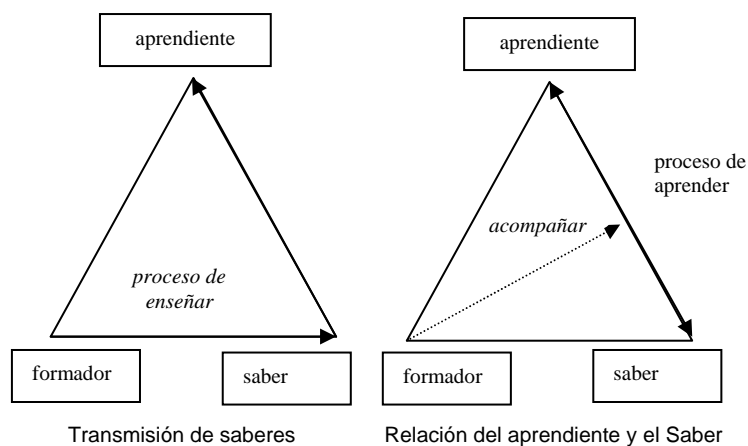 aprendiente
proceso de
enseñar
formador
saber
Transmisión de saberes
aprendiente
proceso de
aprender
acompañar
formador
saber
Relación del aprendiente y el Saber